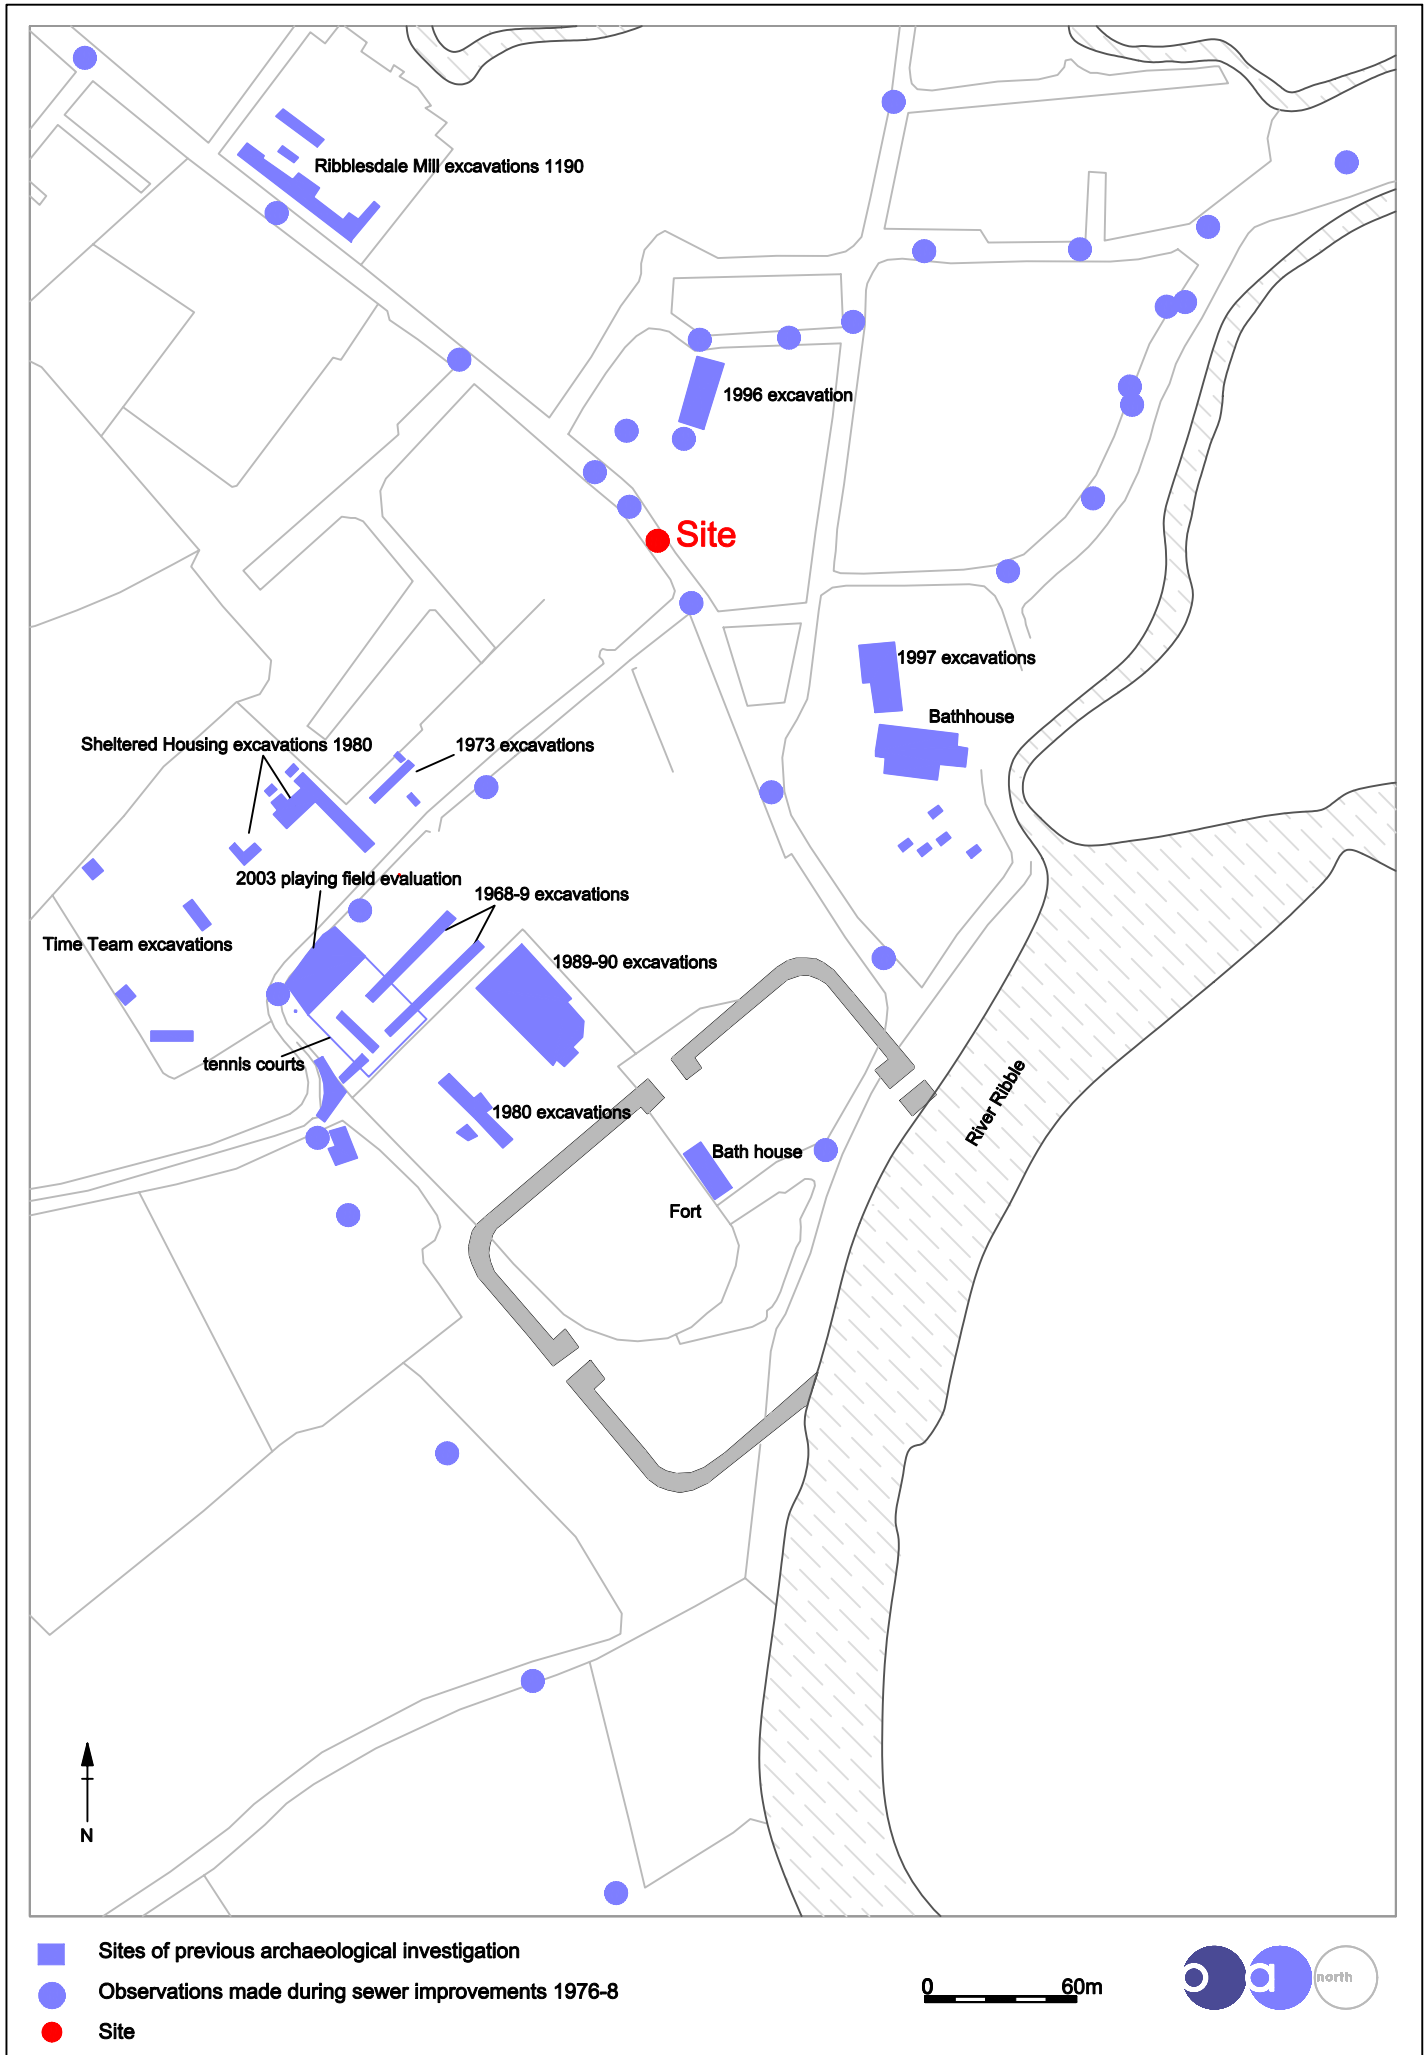 Ribblesdale Mill excavations 1190
1996 excavation
Site
1997 excavations
Bathhouse
Sheltered Housing excavations 1980
1973 excavations
2003 playing field evaluation
1968-9 excavations
Time Team excavations
1989-90 excavations
tennis courts
1980 excavations
River Ribble
Bath house
Fort
N
Sites of previous archaeological investigation
Observations made during sewer improvements 1976-8
Site
0 60m
o a north